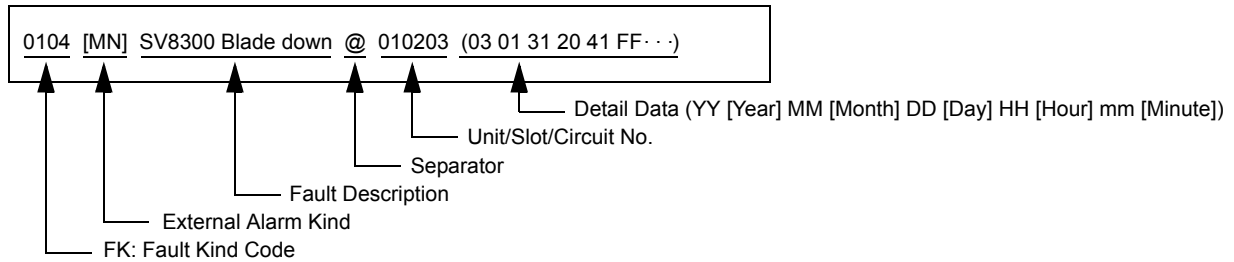 0104 [MN] SV8300 Blade down @ 010203 (03 01 31 20 41 FF· · ·)
Detail Data (YY [Year] MM [Month] DD [Day] HH [Hour] mm [Minute])
Unit/Slot/Circuit No.
Separator
Fault Description
External Alarm Kind
FK: Fault Kind Code